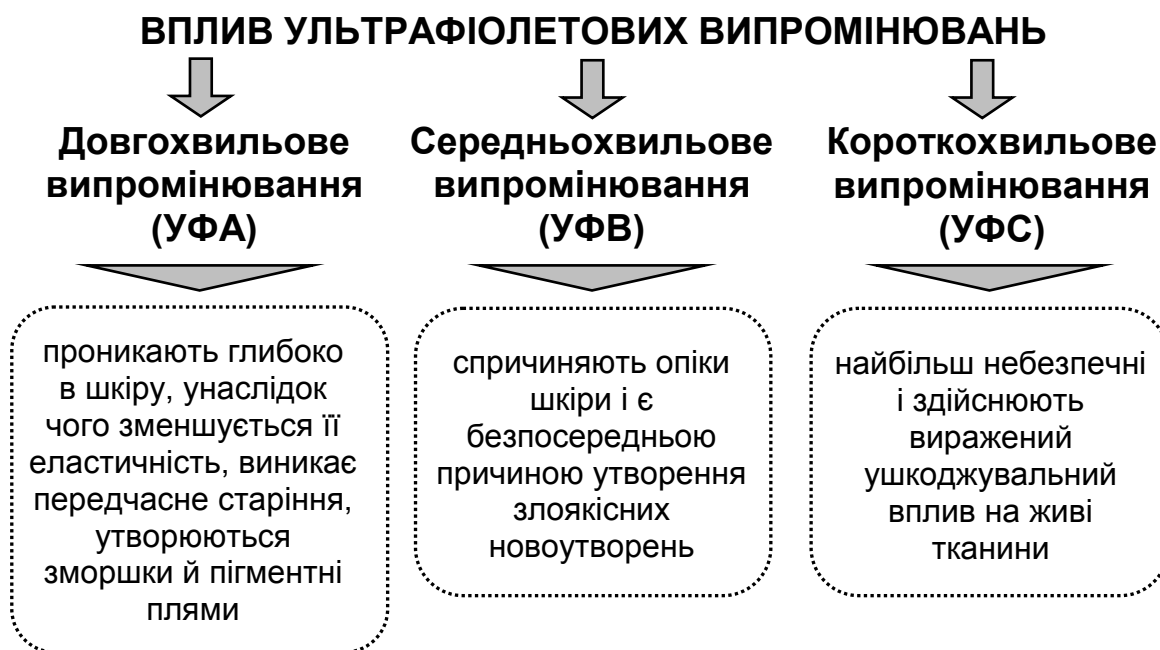 ВПЛИВ УЛЬТРАФІОЛЕТОВИХ ВИПРОМІНЮВАНЬ
Довгохвильове
випромінювання
(УФА)
проникають глибоко
в шкіру, унаслідок
чого зменшується її
еластичність, виникає
передчасне старіння,
утворюються
зморшки й пігментні
плями
Середньохвильове
випромінювання
(УФВ)
спричиняють опіки
шкіри і є
безпосередньою
причиною утворення
злоякісних
новоутворень
Короткохвильове
випромінювання
(УФС)
найбільш небезпечні
і здійснюють
виражений
ушкоджувальний
вплив на живі
тканини